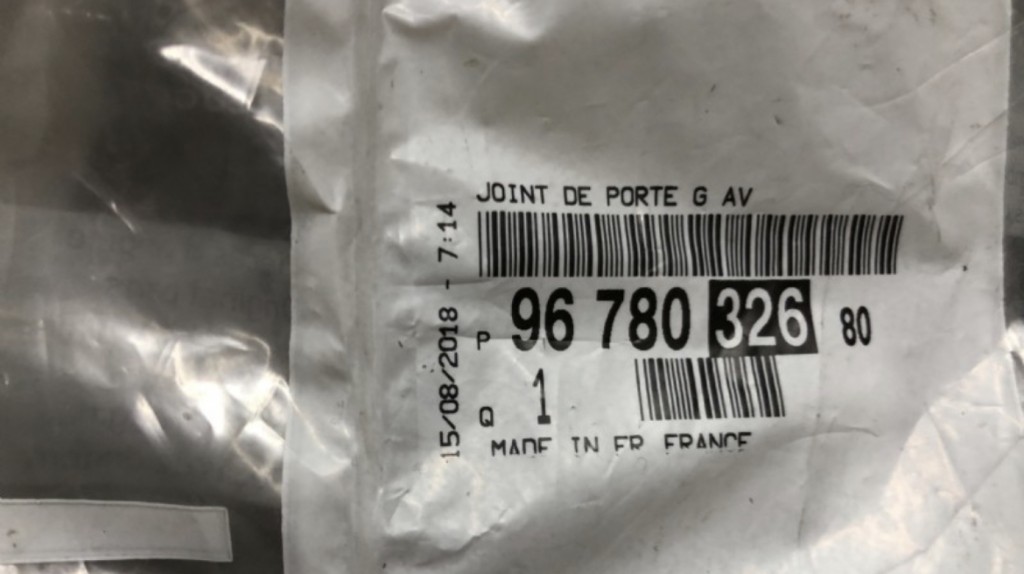 JOINT DE PORTE G AV
15/08/2018 - 7:14
P 96 780 326 80
Q 1
MADE IN FR FRANCE